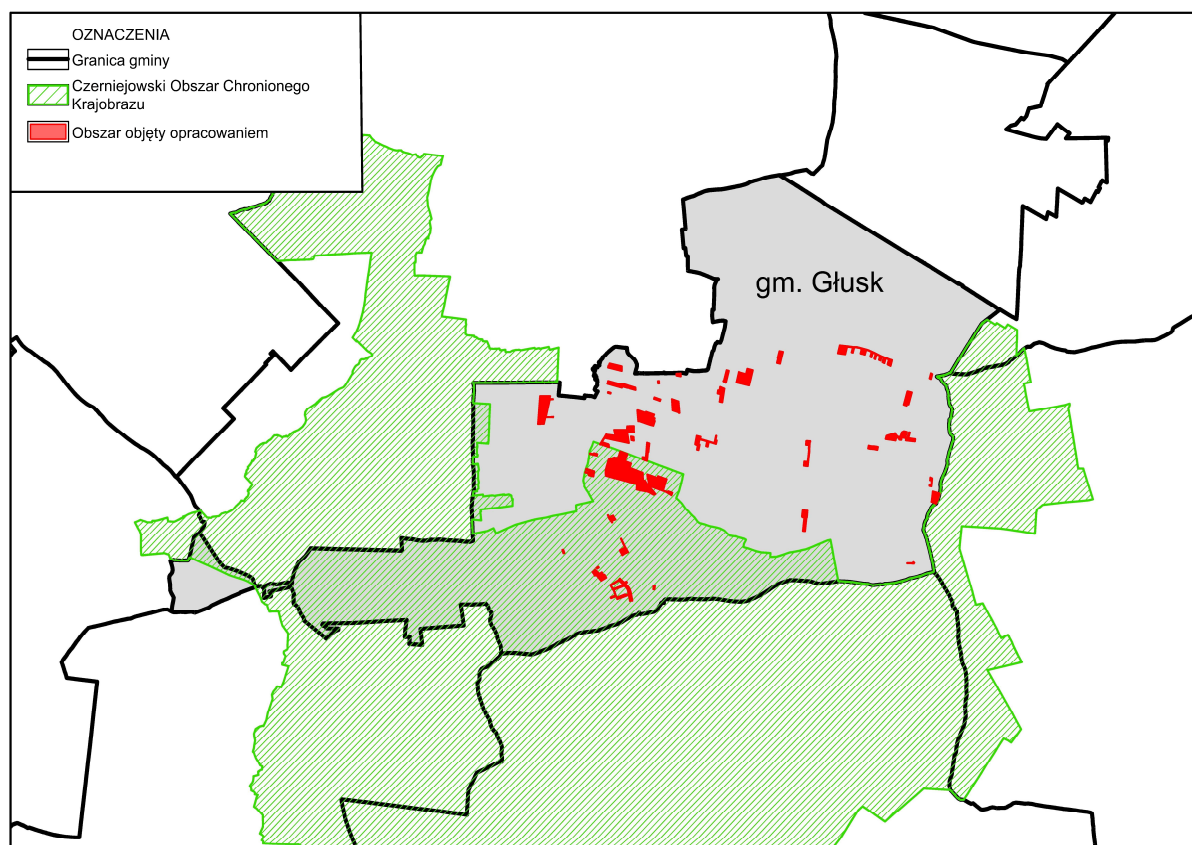 OZNACZENIA
Granica gminy
Czerniejowski Obszar Chronionego
Krajobrazu
Obszar objęty opracowaniem
gm. Głusk